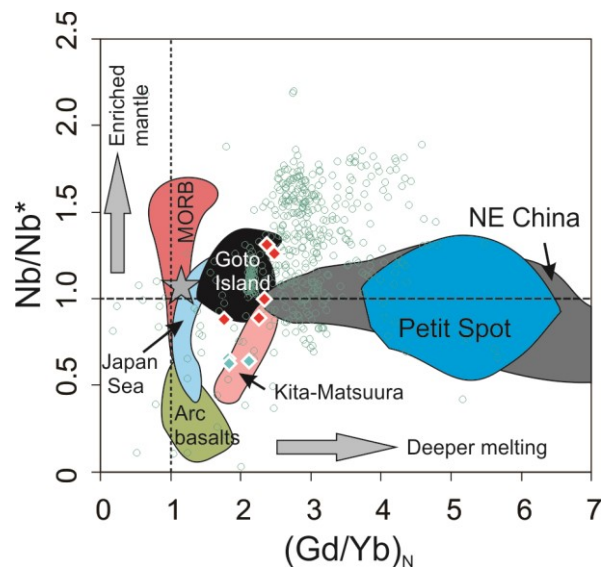 2.5
2.0
1.5
1.0
0.5
0
Nb/Nb*
Enriched
mantle
MORB
Goto
Island
NE China
Petit Spot
Japan
Sea
Kita-Matsuura
Arc
basalts
Deeper melting
0 1 2 3 4 5 6 7
(Gd/Yb)N